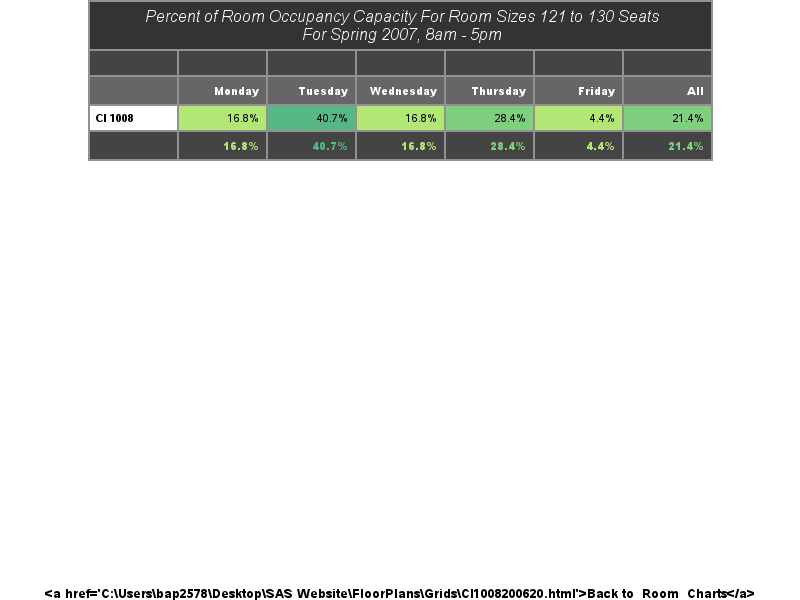 Percent of Room Occupancy Capacity For Room Sizes 121 to 130 Seats
For Spring 2007, 8am - 5pm
Monday Tuesday Wednesday Thursday Friday All
CI 1008 16.8% 40.7% 16.8% 28.4% 4.4% 21.4%
16.8% 40.7% 16.8% 28.4% 4.4% 21.4%
<a href='C:\Users\bap2578\Desktop\SAS Website\FloorPlans\Grids\CI1008200620.html'>Back to Room Charts</a>